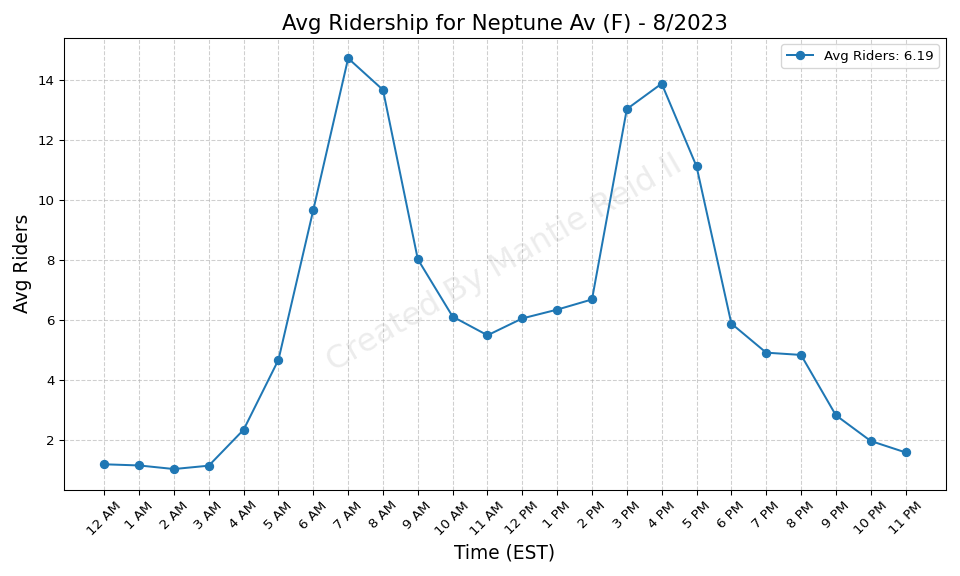 Avg Ridership for Neptune Av (F) - 8/2023
Avg Riders: 6.19
14
12
10
8
6
4
2
Avg Riders
Created By Mantie Reid II
12 AM 1 AM 2 AM 3 AM 4 AM 5 AM 6 AM 7 AM 8 AM 9 AM 10 AM 11 AM 12 PM 1 PM 2 PM 3 PM 4 PM 5 PM 6 PM 7 PM 8 PM 9 PM 10 PM 11 PM
Time (EST)